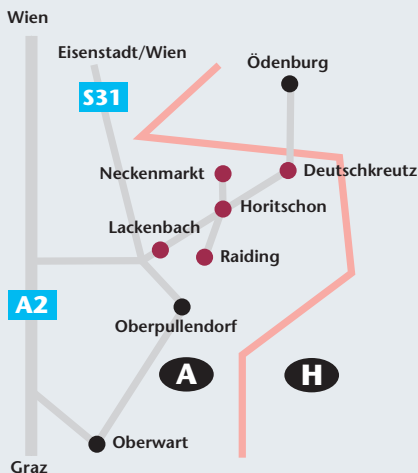 Wien
Eisenstadt/Wien
Ödenburg
S31
Neckenmarkt
Deutschkreutz
Horitschon
Lackenbach
Raiding
A2
Oberpullendorf
A
H
Oberwart
Graz